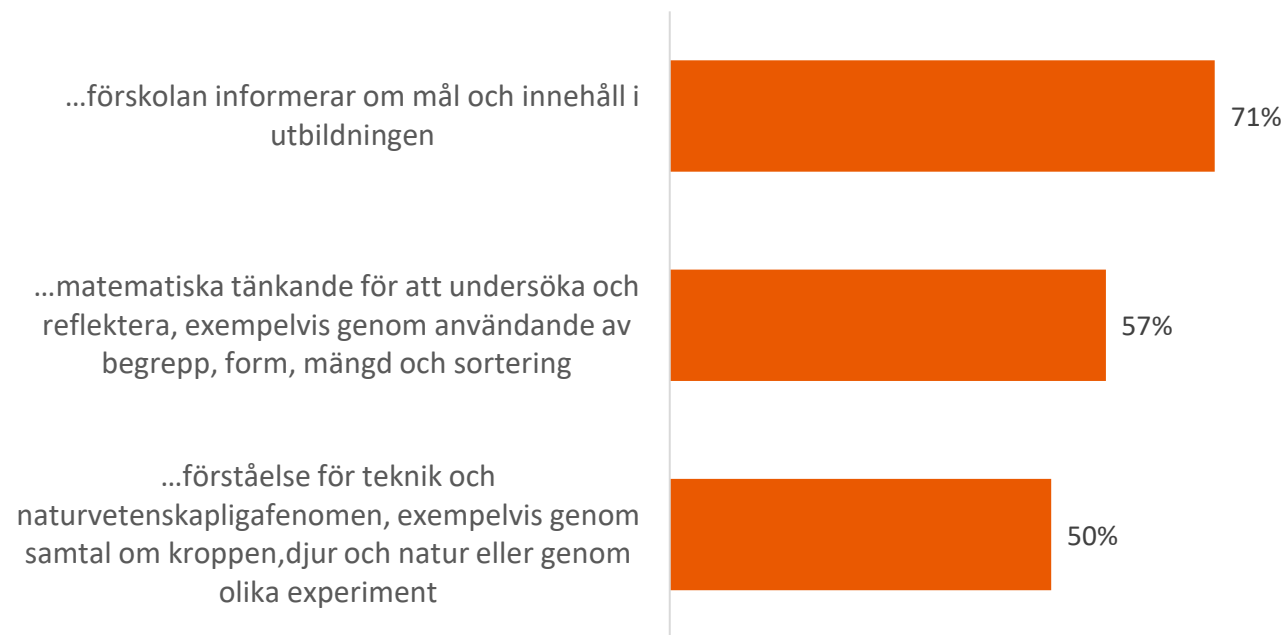 ...förskolan informerar om mål och innehåll i
utbildningen
71%
...matematiska tänkande för att undersöka och
reflektera, exempelvis genom användande av
begrepp, form, mängd och sortering
57%
...förståelse för teknik och
naturvetenskapligafenomen, exempelvis genom
samtal om kroppen,djur och natur eller genom
olika experiment
50%